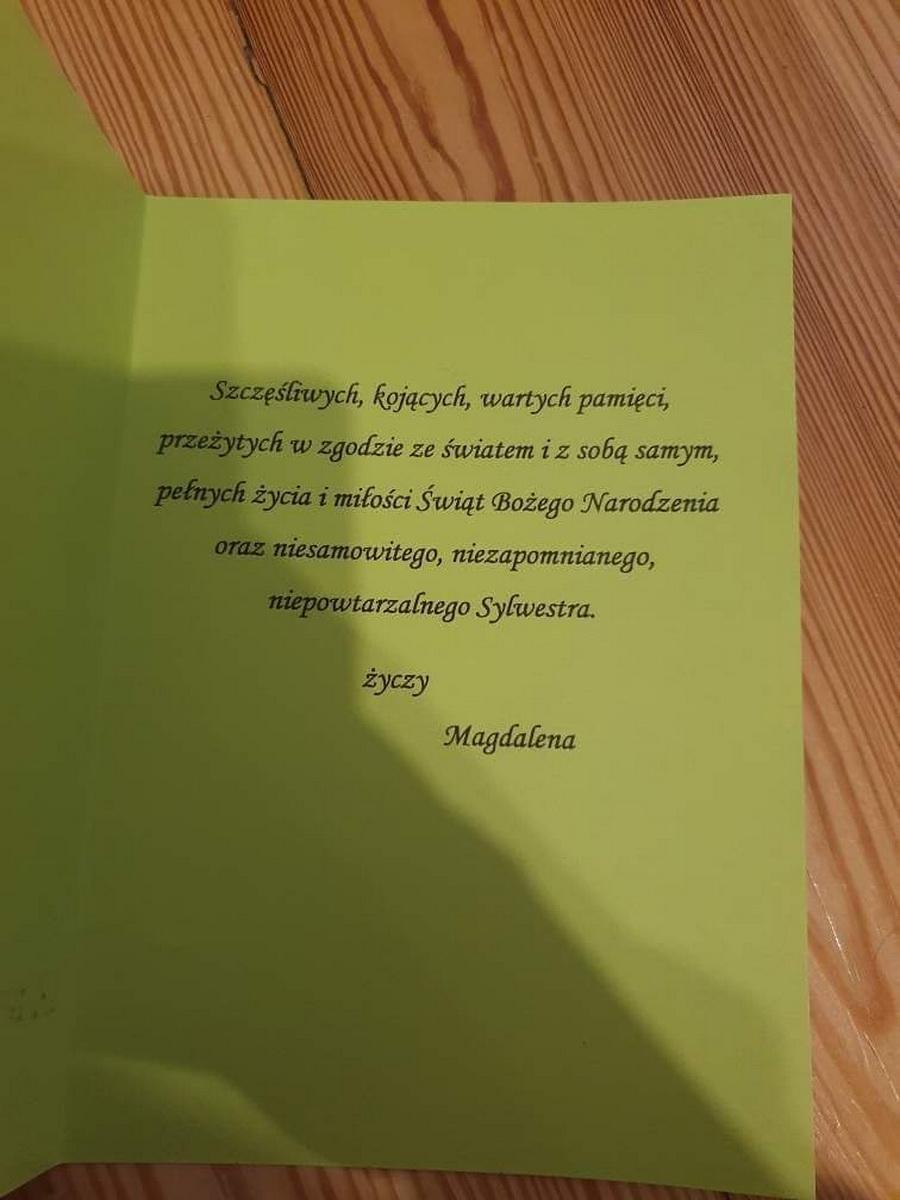 Szczęśliwych, kojących, wartych pamięci,
przeżytych w zgodzie ze światem i z sobą samym,
pełnych życia i miłości Świąt Bożego Narodzenia
oraz niesamowitego, niezapomnianego,
niepowtarzalnego Sylwestra.
życzy
Magdalena